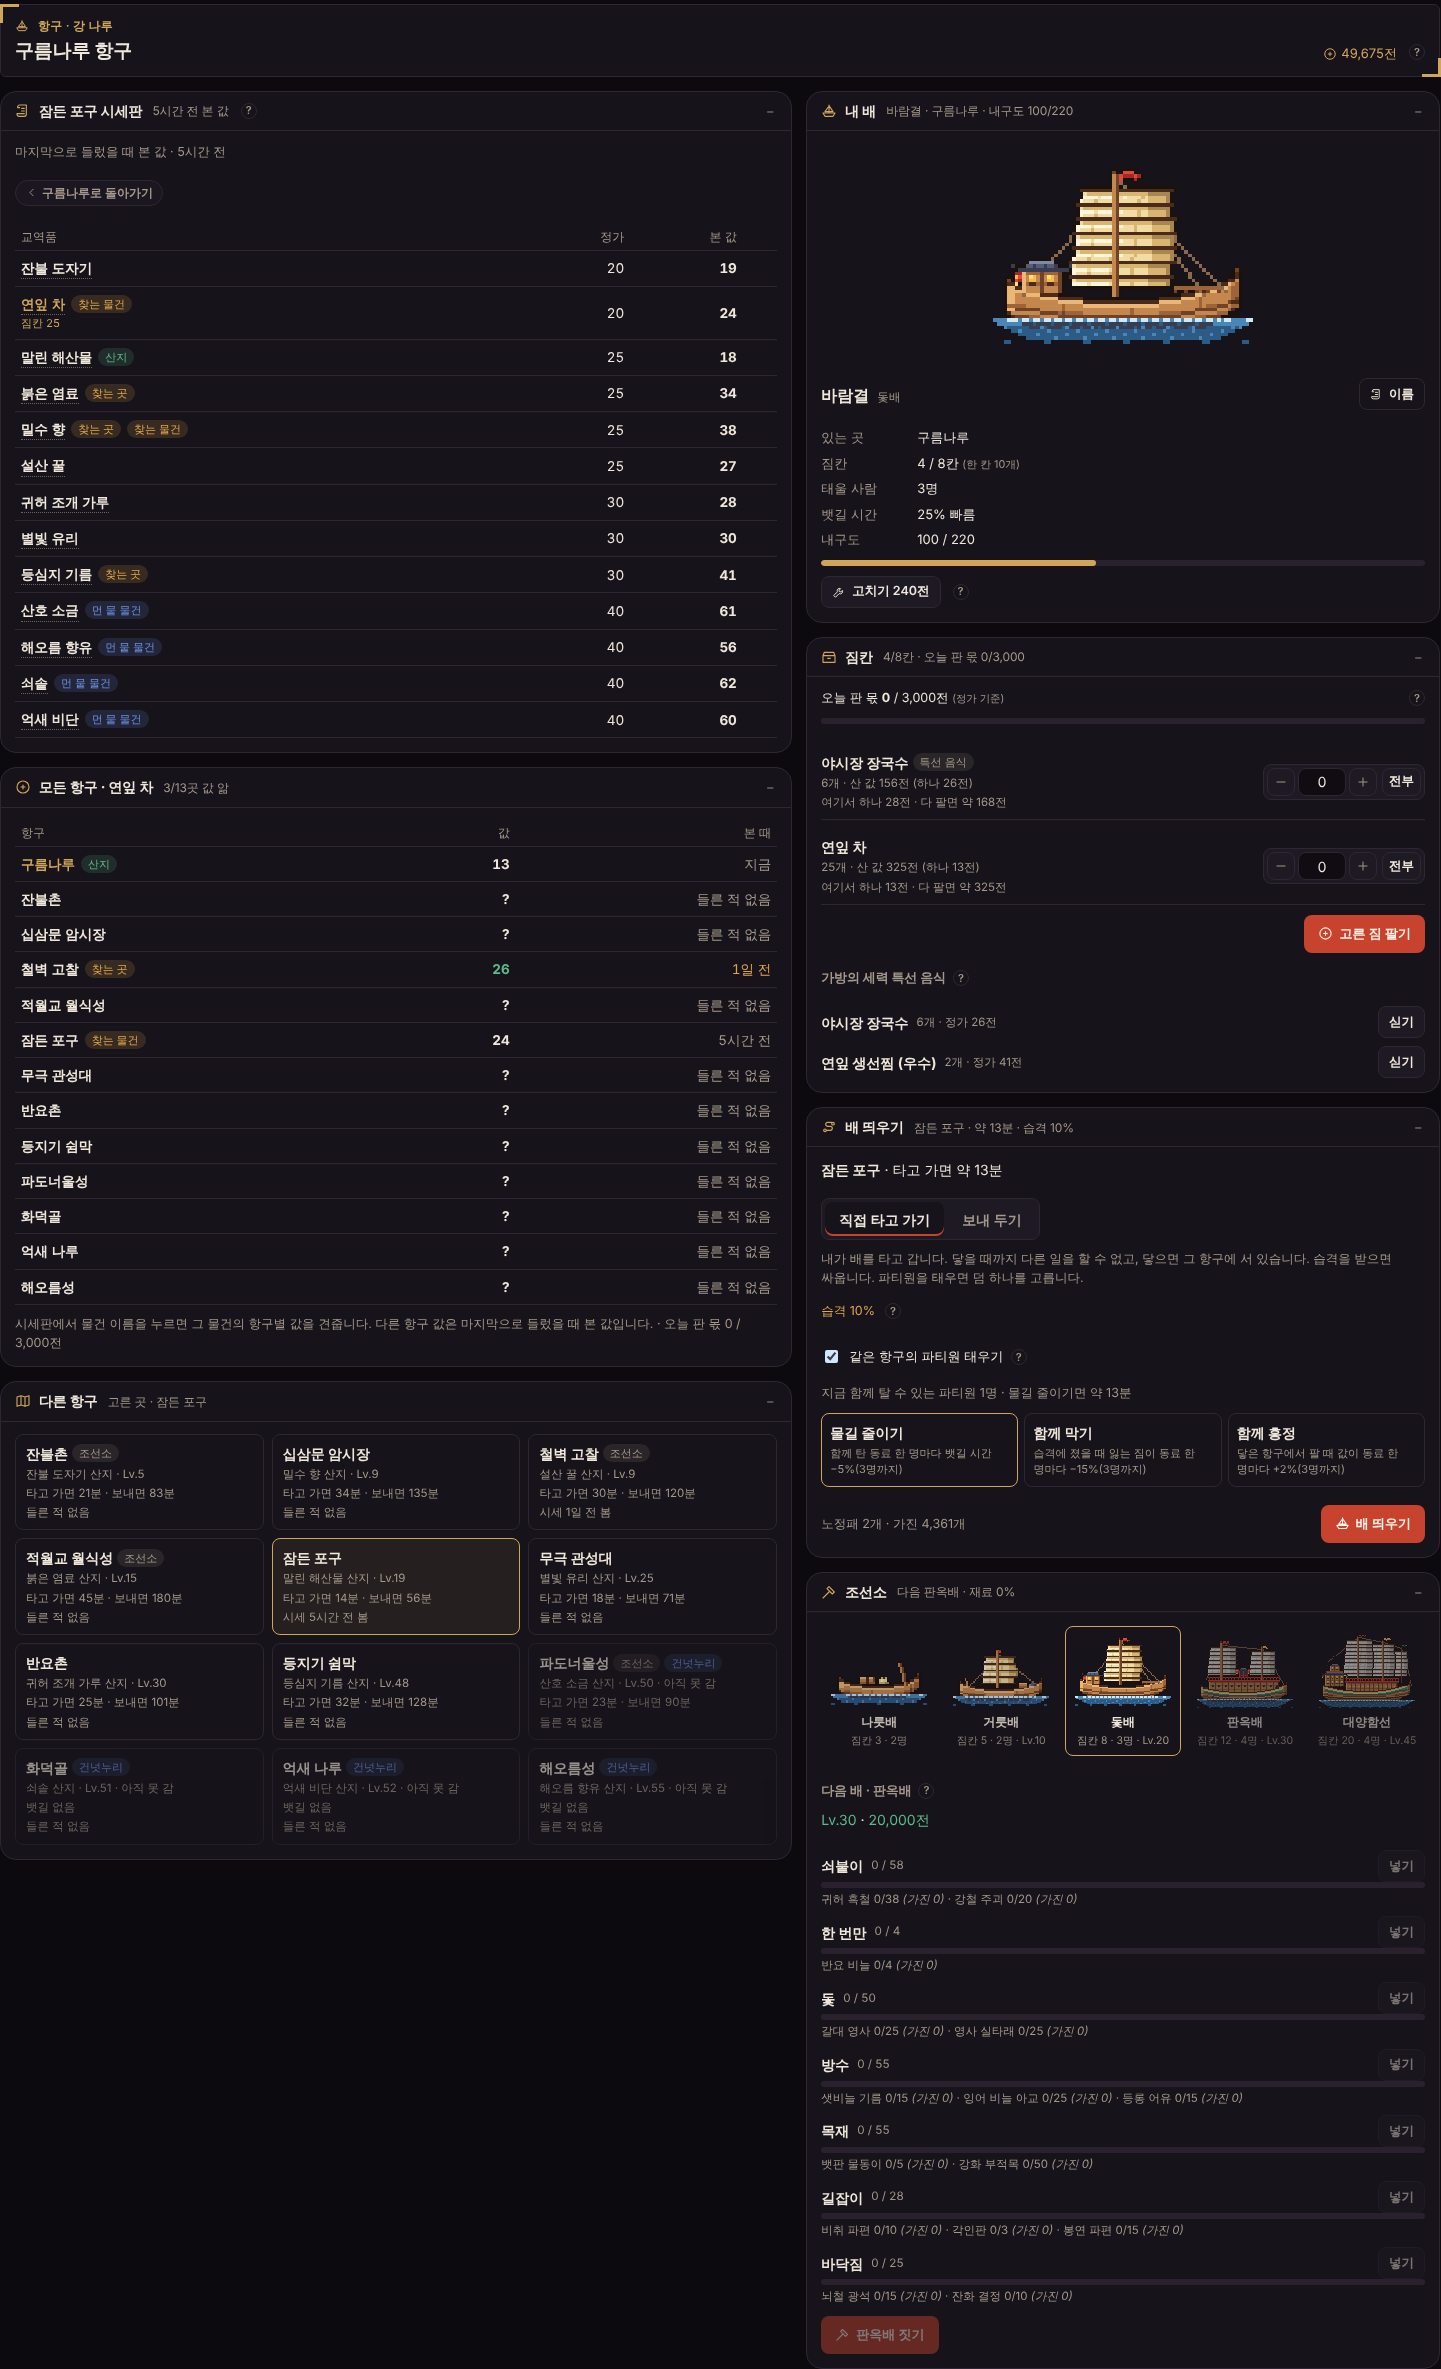 항구 · 강 나루
구름나루 항구
49,675전 ?
잠든 포구 시세판 5시간 전 본 값 ?
마지막으로 들렀을 때 본 값 · 5시간 전
구름나루로 돌아가기
교역품 정가 본 값
잔불 도자기 20 19
연잎 차 찾는 물건 20 24
짐칸 25
말린 해산물 산지 25 18
붉은 염료 찾는 곳 25 34
밀수 향 찾는 곳 찾는 물건 25 38
설산 꿀 25 27
귀허 조개 가루 30 28
별빛 유리 30 30
등심지 기름 찾는 곳 30 41
산호 소금 먼 물 물건 40 61
해오름 향유 먼 물 물건 40 56
쇠솥 먼 물 물건 40 62
억새 비단 먼 물 물건 40 60
모든 항구 · 연잎 차 3/13곳 값 앎
항구 값 본 때
구름나루 산지 13 지금
잔불촌 ? 들른 적 없음
십삼문 암시장 ? 들른 적 없음
철벽 고찰 찾는 곳 26 1일 전
적월교 월식성 ? 들른 적 없음
잠든 포구 찾는 물건 24 5시간 전
무극 관성대 ? 들른 적 없음
반요촌 ? 들른 적 없음
등지기 쉼막 ? 들른 적 없음
파도너울성 ? 들른 적 없음
화덕골 ? 들른 적 없음
억새 나루 ? 들른 적 없음
해오름성 ? 들른 적 없음
시세판에서 물건 이름을 누르면 그 물건의 항구별 값을 견줍니다. 다른 항구 값은 마지막으로 들렀을 때 본 값입니다. · 오늘 판 몫 0 /
3,000전
다른 항구 고른 곳 · 잠든 포구
잔불촌 조선소
잔불 도자기 산지 · Lv.5
타고 가면 21분 · 보내면 83분
들른 적 없음
십삼문 암시장
밀수 향 산지 · Lv.9
타고 가면 34분 · 보내면 135분
들른 적 없음
철벽 고찰 조선소
설산 꿀 산지 · Lv.9
타고 가면 30분 · 보내면 120분
시세 1일 전 봄
적월교 월식성 조선소
붉은 염료 산지 · Lv.15
타고 가면 45분 · 보내면 180분
들른 적 없음
잠든 포구
말린 해산물 산지 · Lv.19
타고 가면 14분 · 보내면 56분
시세 5시간 전 봄
무극 관성대
별빛 유리 산지 · Lv.25
타고 가면 18분 · 보내면 71분
들른 적 없음
반요촌
귀허 조개 가루 산지 · Lv.30
타고 가면 25분 · 보내면 101분
들른 적 없음
등지기 쉼막
등심지 기름 산지 · Lv.48
타고 가면 32분 · 보내면 128분
들른 적 없음
파도너울성 조선소 건넛누리
산호 소금 산지 · Lv.50 · 아직 못 감
타고 가면 23분 · 보내면 90분
들른 적 없음
화덕골 건넛누리
쇠솥 산지 · Lv.51 · 아직 못 감
뱃길 없음
들른 적 없음
억새 나루 건넛누리
억새 비단 산지 · Lv.52 · 아직 못 감
뱃길 없음
들른 적 없음
해오름성 건넛누리
해오름 향유 산지 · Lv.55 · 아직 못 감
뱃길 없음
들른 적 없음
내 배 바람결 · 구름나루 · 내구도 100/220
바람결 돛배
이름
있는 곳 구름나루
짐칸 4 / 8칸 (한 칸 10개)
태울 사람 3명
뱃길 시간 25% 빠름
내구도 100 / 220
고치기 240전 ?
짐칸 4/8칸 · 오늘 판 몫 0/3,000
오늘 판 몫 0 / 3,000전 (정가 기준) ?
야시장 장국수 특선 음식
6개 · 산 값 156전 (하나 26전)
여기서 하나 28전 · 다 팔면 약 168전
− 0 + 전부
연잎 차
25개 · 산 값 325전 (하나 13전)
여기서 하나 13전 · 다 팔면 약 325전
− 0 + 전부
고른 짐 팔기
가방의 세력 특선 음식 ?
야시장 장국수 6개 · 정가 26전 싣기
연잎 생선찜 (우수) 2개 · 정가 41전 싣기
배 띄우기 잠든 포구 · 약 13분 · 습격 10%
잠든 포구 · 타고 가면 약 13분
직접 타고 가기 보내 두기
내가 배를 타고 갑니다. 닿을 때까지 다른 일을 할 수 없고, 닿으면 그 항구에 서 있습니다. 습격을 받으면
싸웁니다. 파티원을 태우면 덤 하나를 고릅니다.
습격 10% ?
같은 항구의 파티원 태우기 ?
지금 함께 탈 수 있는 파티원 1명 · 물길 줄이기면 약 13분
물길 줄이기
함께 탄 동료 한 명마다 뱃길 시간
−5%(3명까지)
함께 막기
습격에 졌을 때 잃는 짐이 동료 한
명마다 −15%(3명까지)
함께 흥정
닿은 항구에서 팔 때 값이 동료 한
명마다 +2%(3명까지)
노정패 2개 · 가진 4,361개
배 띄우기
조선소 다음 판옥배 · 재료 0%
나룻배
짐칸 3 · 2명
거룻배
짐칸 5 · 2명 · Lv.10
돛배
짐칸 8 · 3명 · Lv.20
판옥배
짐칸 12 · 4명 · Lv.30
대양함선
짐칸 20 · 4명 · Lv.45
다음 배 · 판옥배 ?
Lv.30 · 20,000전
쇠붙이 0 / 58 넣기
귀허 흑철 0/38 (가진 0) · 강철 주괴 0/20 (가진 0)
한 번만 0 / 4 넣기
반요 비늘 0/4 (가진 0)
돛 0 / 50 넣기
갈대 영사 0/25 (가진 0) · 영사 실타래 0/25 (가진 0)
방수 0 / 55 넣기
샛비늘 기름 0/15 (가진 0) · 잉어 비늘 아교 0/25 (가진 0) · 등롱 어유 0/15 (가진 0)
목재 0 / 55 넣기
뱃판 물동이 0/5 (가진 0) · 강화 부적목 0/50 (가진 0)
길잡이 0 / 28 넣기
비취 파편 0/10 (가진 0) · 각인판 0/3 (가진 0) · 봉연 파편 0/15 (가진 0)
바닥짐 0 / 25 넣기
뇌철 광석 0/15 (가진 0) · 잔화 결정 0/10 (가진 0)
판옥배 짓기